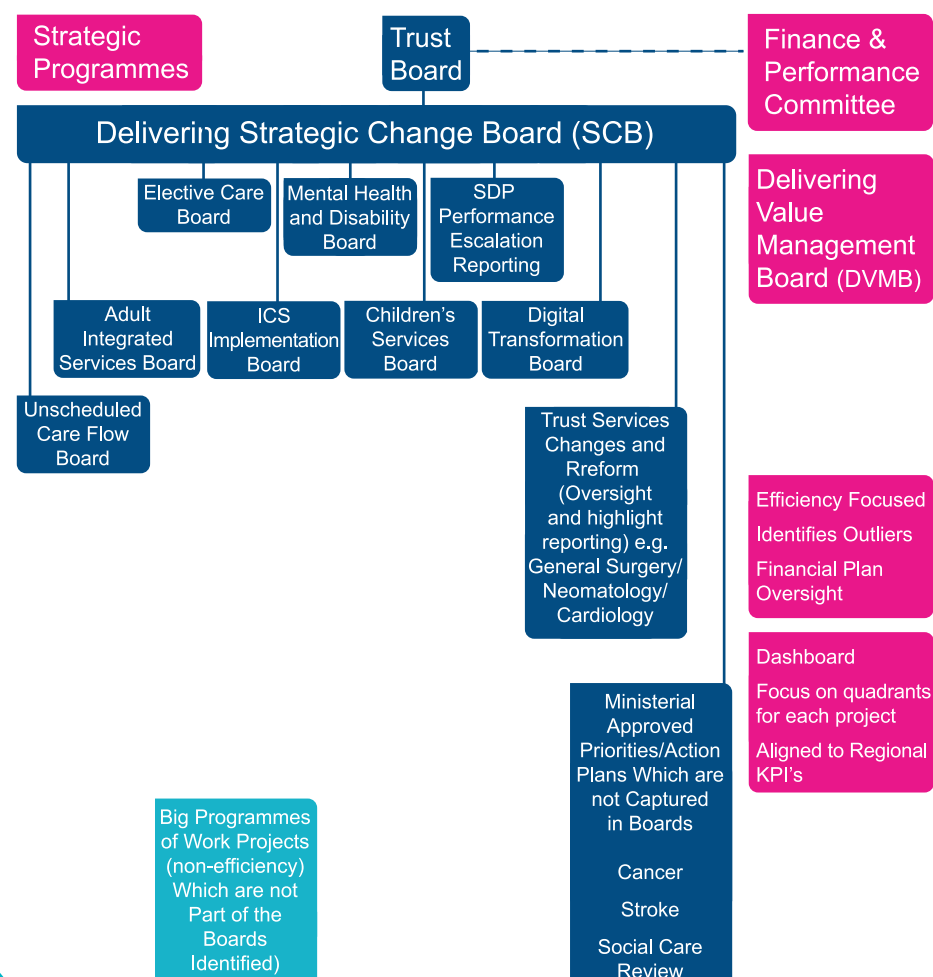 Strategic
Programmes
Trust
Board
Finance &
Performance
Committee
Delivering Strategic Change Board (SCB)
Delivering
Value
Management
Board (DVMB)
Elective Care
Board
Mental Health
and Disability
Board
SDP
Performance
Escalation
Reporting
Adult
Integrated
Services Board
ICS
Implementation
Board
Children's
Services
Board
Digital
Transformation
Board
Unscheduled
Care Flow
Board
Trust Services
Changes and
Rreform
(Oversight
and highlight
reporting) e.g.
General Surgery/
Neomatology/
Cardiology
Efficiency Focused
Identifies Outliers
Financial Plan
Oversight
Dashboard
Focus on quadrants
for each project
Aligned to Regional
KPI's
Ministerial
Approved
Priorities/Action
Plans Which are
not Captured
in Boards
Cancer
Stroke
Social Care
Review
Big Programmes
of Work Projects
(non-efficiency)
Which are not
Part of the
Boards
Identified)